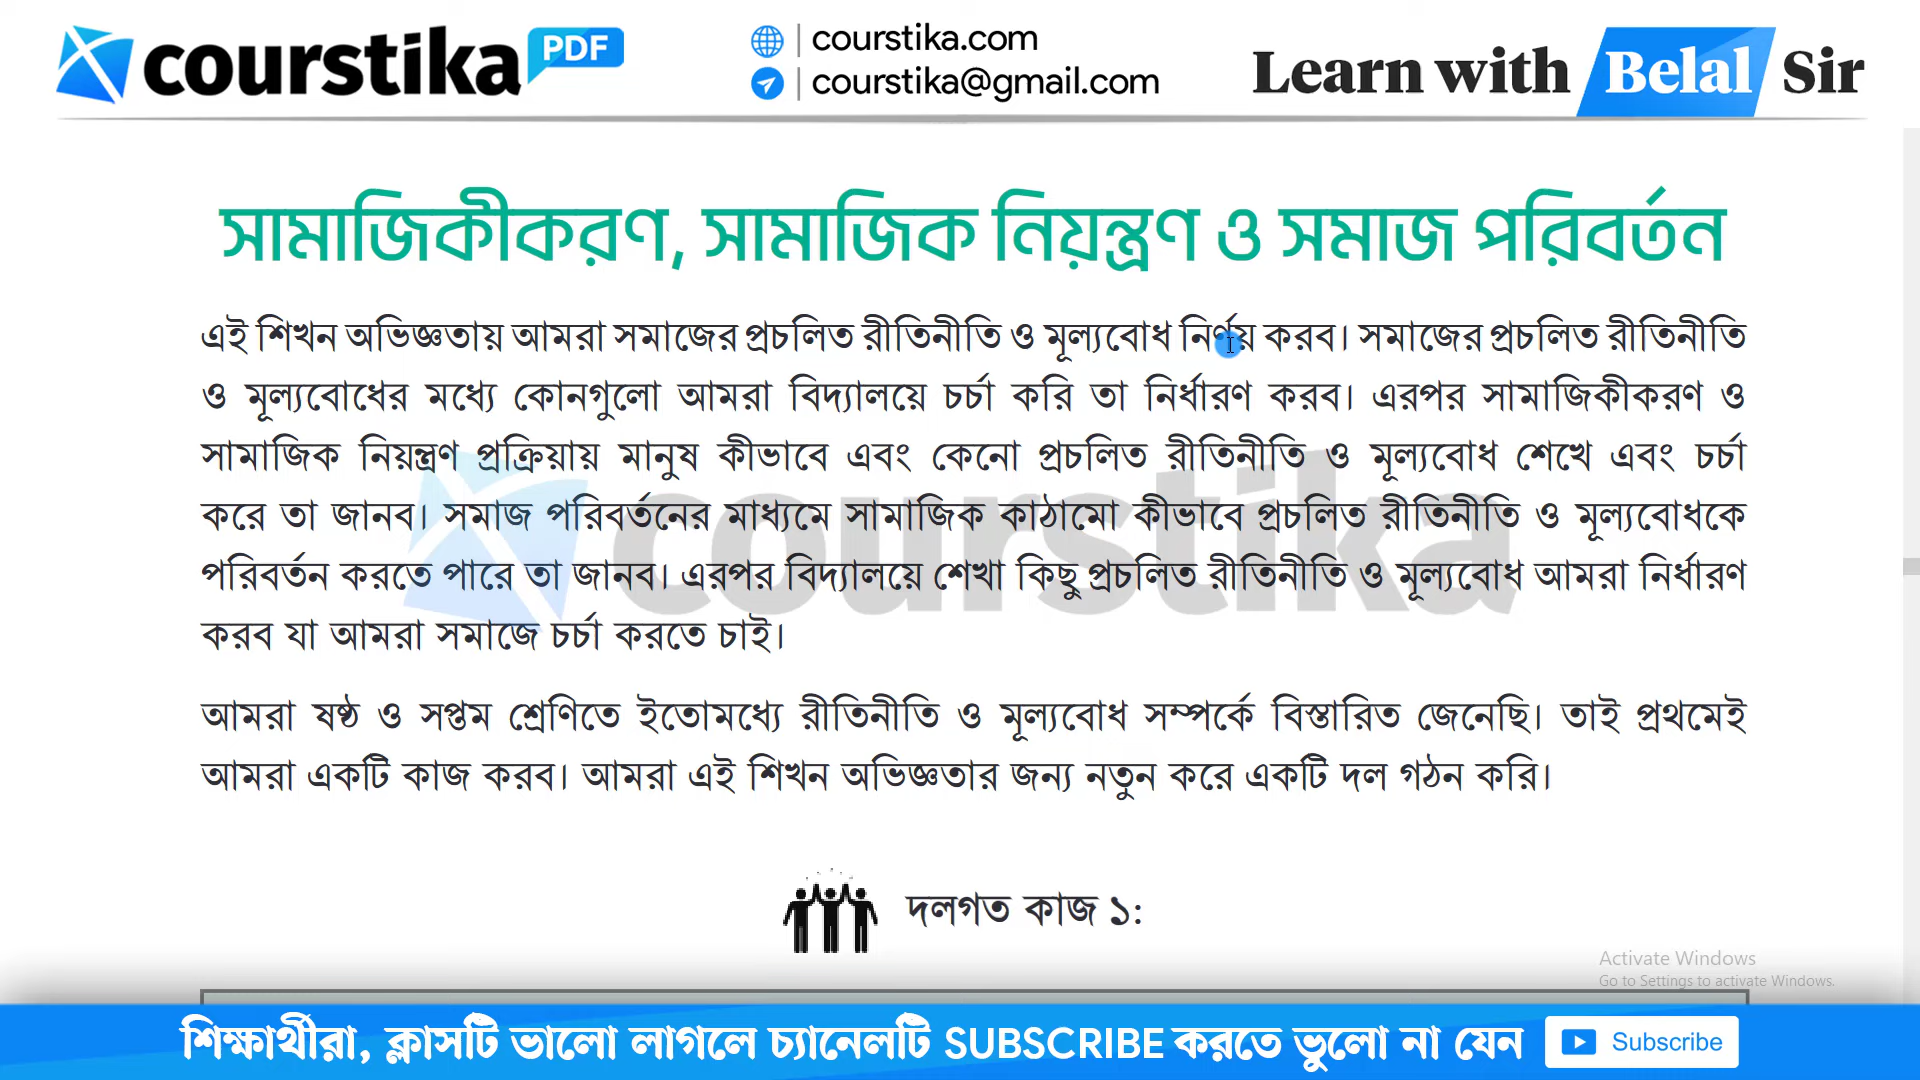 courstika PDF
courstika.com
courstika@gmail.com
Learn with Belal Sir
সামাজিকীকরণ, সামাজিক নিয়ন্ত্রণ ও সমাজ পরিবর্তন
এই শিখন অভিজ্ঞতায় আমরা সমাজের প্রচলিত রীতিনীতি ও মূল্যবোধ নির্ণয় করব। সমাজের প্রচলিত রীতিনীতি
ও মূল্যবোধের মধ্যে কোনগুলো আমরা বিদ্যালয়ে চর্চা করি তা নির্ধারণ করব। এরপর সামাজিকীকরণ ও
সামাজিক নিয়ন্ত্রণ প্রক্রিয়ায় মানুষ কীভাবে এবং কেনো প্রচলিত রীতিনীতি ও মূল্যবোধ শেখে এবং চর্চা
করে তা জানব। সমাজ পরিবর্তনের মাধ্যমে সামাজিক কাঠামো কীভাবে প্রচলিত রীতিনীতি ও মূল্যবোধকে
পরিবর্তন করতে পারে তা জানব। এরপর বিদ্যালয়ে শেখা কিছু প্রচলিত রীতিনীতি ও মূল্যবোধ আমরা নির্ধারণ
করব যা আমরা সমাজে চর্চা করতে চাই।
courstika
আমরা ষষ্ঠ ও সপ্তম শ্রেণিতে ইতোমধ্যে রীতিনীতি ও মূল্যবোধ সম্পর্কে বিস্তারিত জেনেছি। তাই প্রথমেই
আমরা একটি কাজ করব। আমরা এই শিখন অভিজ্ঞতার জন্য নতুন করে একটি দল গঠন করি।
দলগত কাজ ১:
Activate Windows
Go to Settings to activate Windows.
শিক্ষার্থীরা, ক্লাসটি ভালো লাগলে চ্যানেলটি SUBSCRIBE করতে ভুলো না যেন
Subscribe